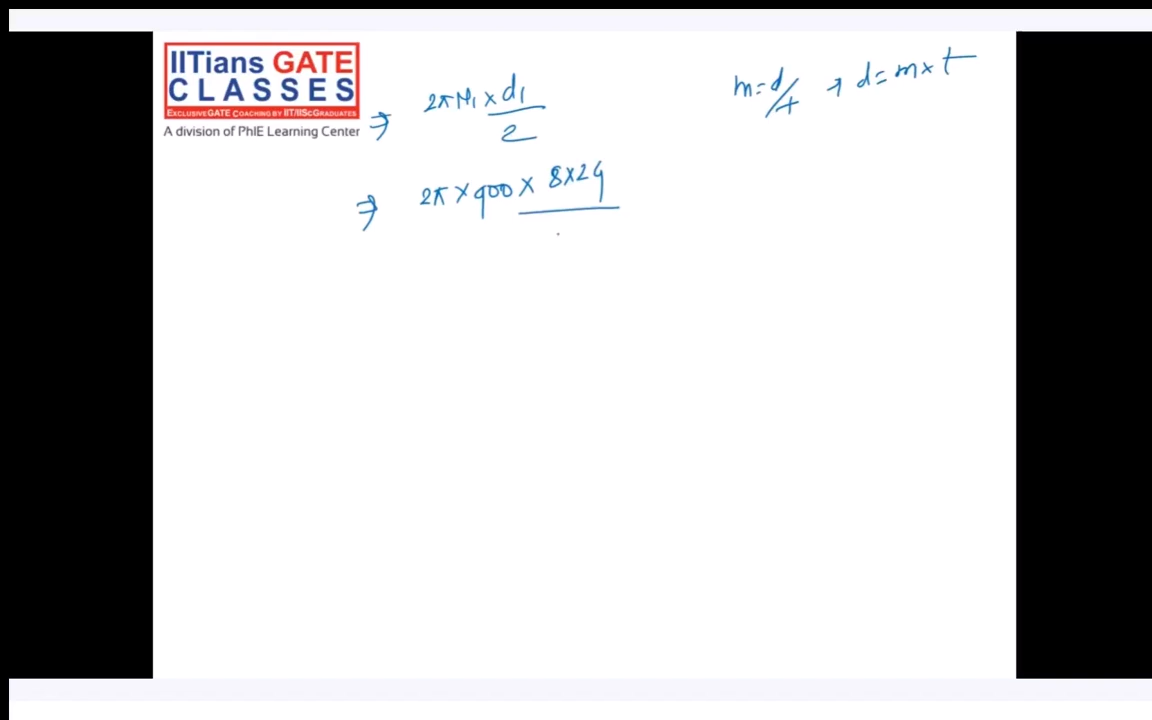 IITians GATE
CLASSES
EXCLUSIVE GATE COACHING BY IIT/IISc GRADUATES
A division of PhIE Learning Center
m=d/t → d=m×t
⇒ 2πN₁ × d₁/2
⇒ 2π × 900 × 8×24